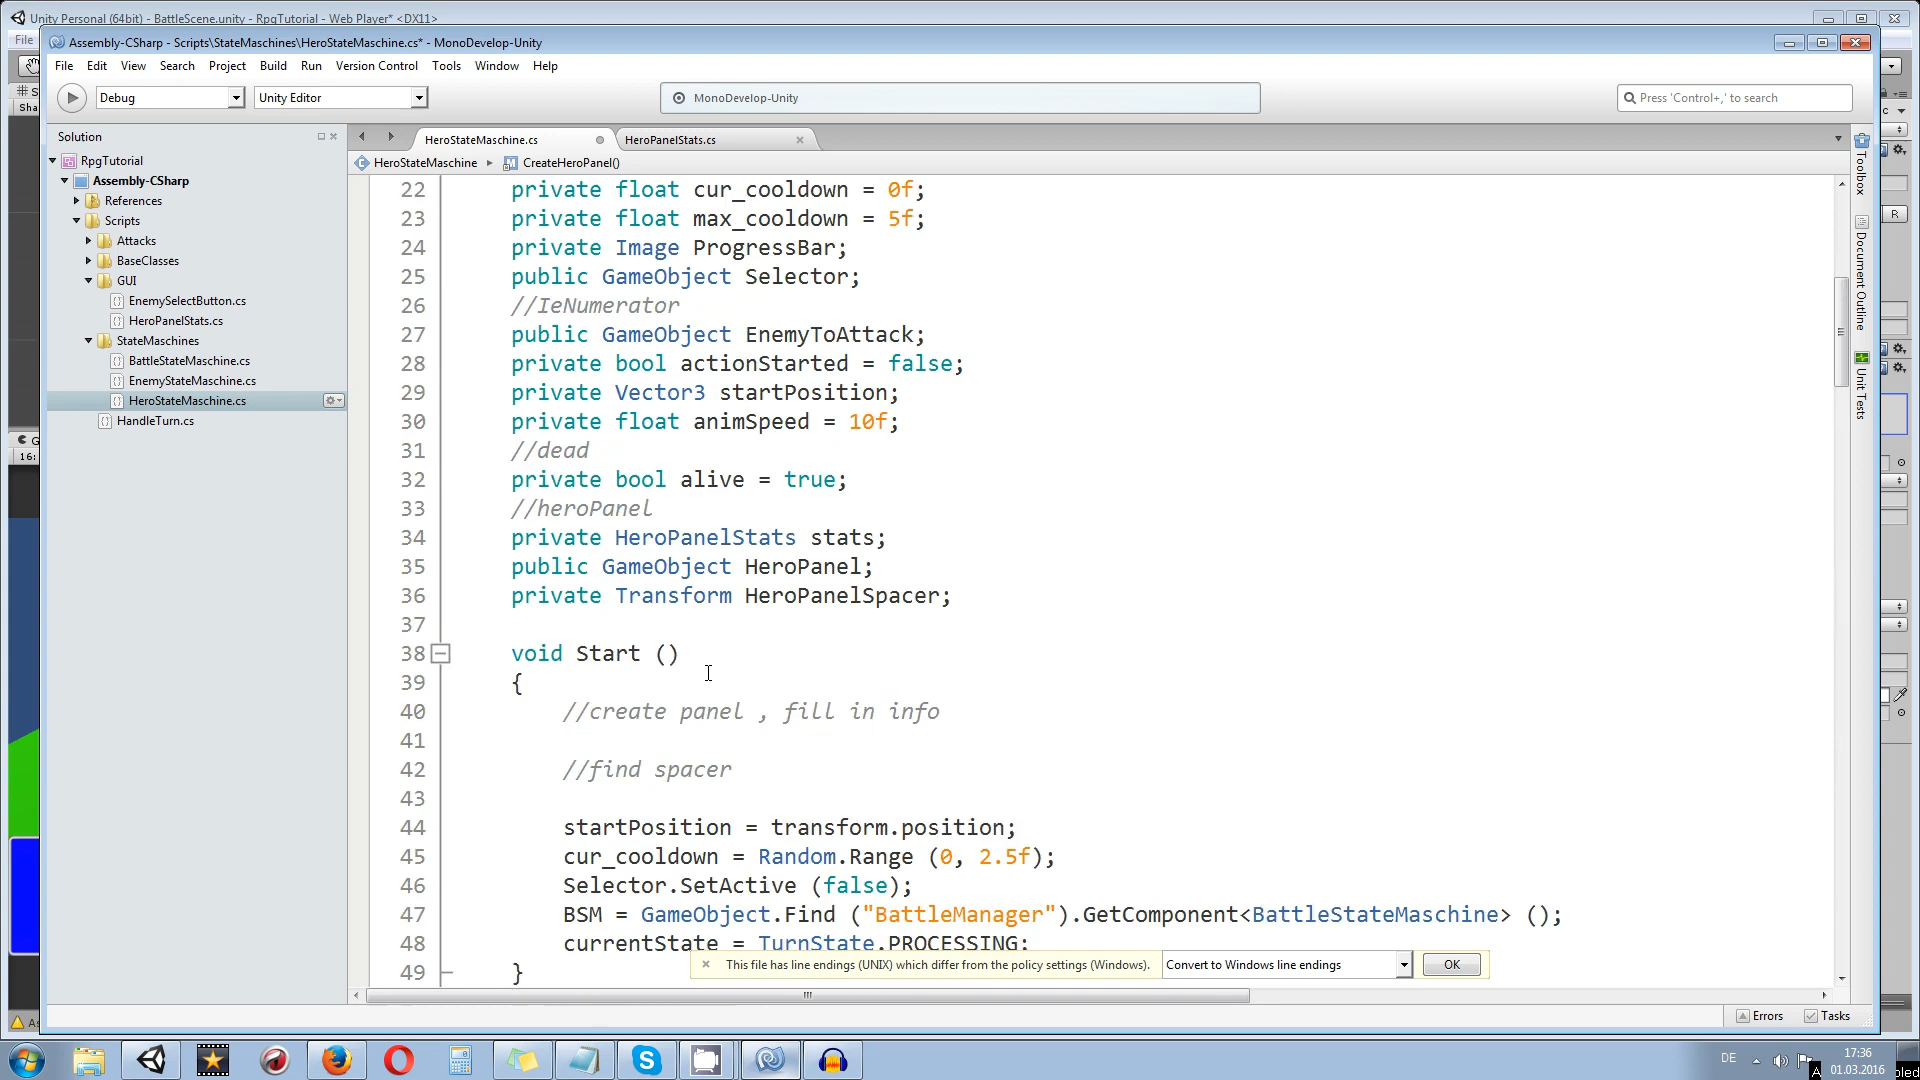 Unity Personal (64bit) - BattleScene.unity - RpgTutorial - Web Player* <DX11>
File
Assembly-CSharp - Scripts\StateMaschines\HeroStateMaschine.cs* - MonoDevelop-Unity
File Edit View Search Project Build Run Version Control Tools Window Help
Debug
Unity Editor
MonoDevelop-Unity
Press 'Control+,' to search
Solution
RpgTutorial
Assembly-CSharp
References
Scripts
Attacks
BaseClasses
GUI
EnemySelectButton.cs
HeroPanelStats.cs
StateMaschines
BattleStateMaschine.cs
EnemyStateMaschine.cs
HeroStateMaschine.cs
HandleTurn.cs
HeroStateMaschine.cs
HeroPanelStats.cs
HeroStateMaschine
CreateHeroPanel()
22 private float cur_cooldown = 0f;
23 private float max_cooldown = 5f;
24 private Image ProgressBar;
25 public GameObject Selector;
26 //IeNumerator
27 public GameObject EnemyToAttack;
28 private bool actionStarted = false;
29 private Vector3 startPosition;
30 private float animSpeed = 10f;
31 //dead
32 private bool alive = true;
33 //heroPanel
34 private HeroPanelStats stats;
35 public GameObject HeroPanel;
36 private Transform HeroPanelSpacer;
37
38 void Start ()
39 {
40 //create panel , fill in info
41
42 //find spacer
43
44 startPosition = transform.position;
45 cur_cooldown = Random.Range (0, 2.5f);
46 Selector.SetActive (false);
47 BSM = GameObject.Find ("BattleManager").GetComponent<BattleStateMaschine> ();
48 currentState = TurnState.PROCESSING;
49 }
This file has line endings (UNIX) which differ from the policy settings (Windows).
Convert to Windows line endings
OK
Toolbox
Document Outline
Unit Tests
Sha
16:
R
Errors
Tasks
DE
17:36
01.03.2016